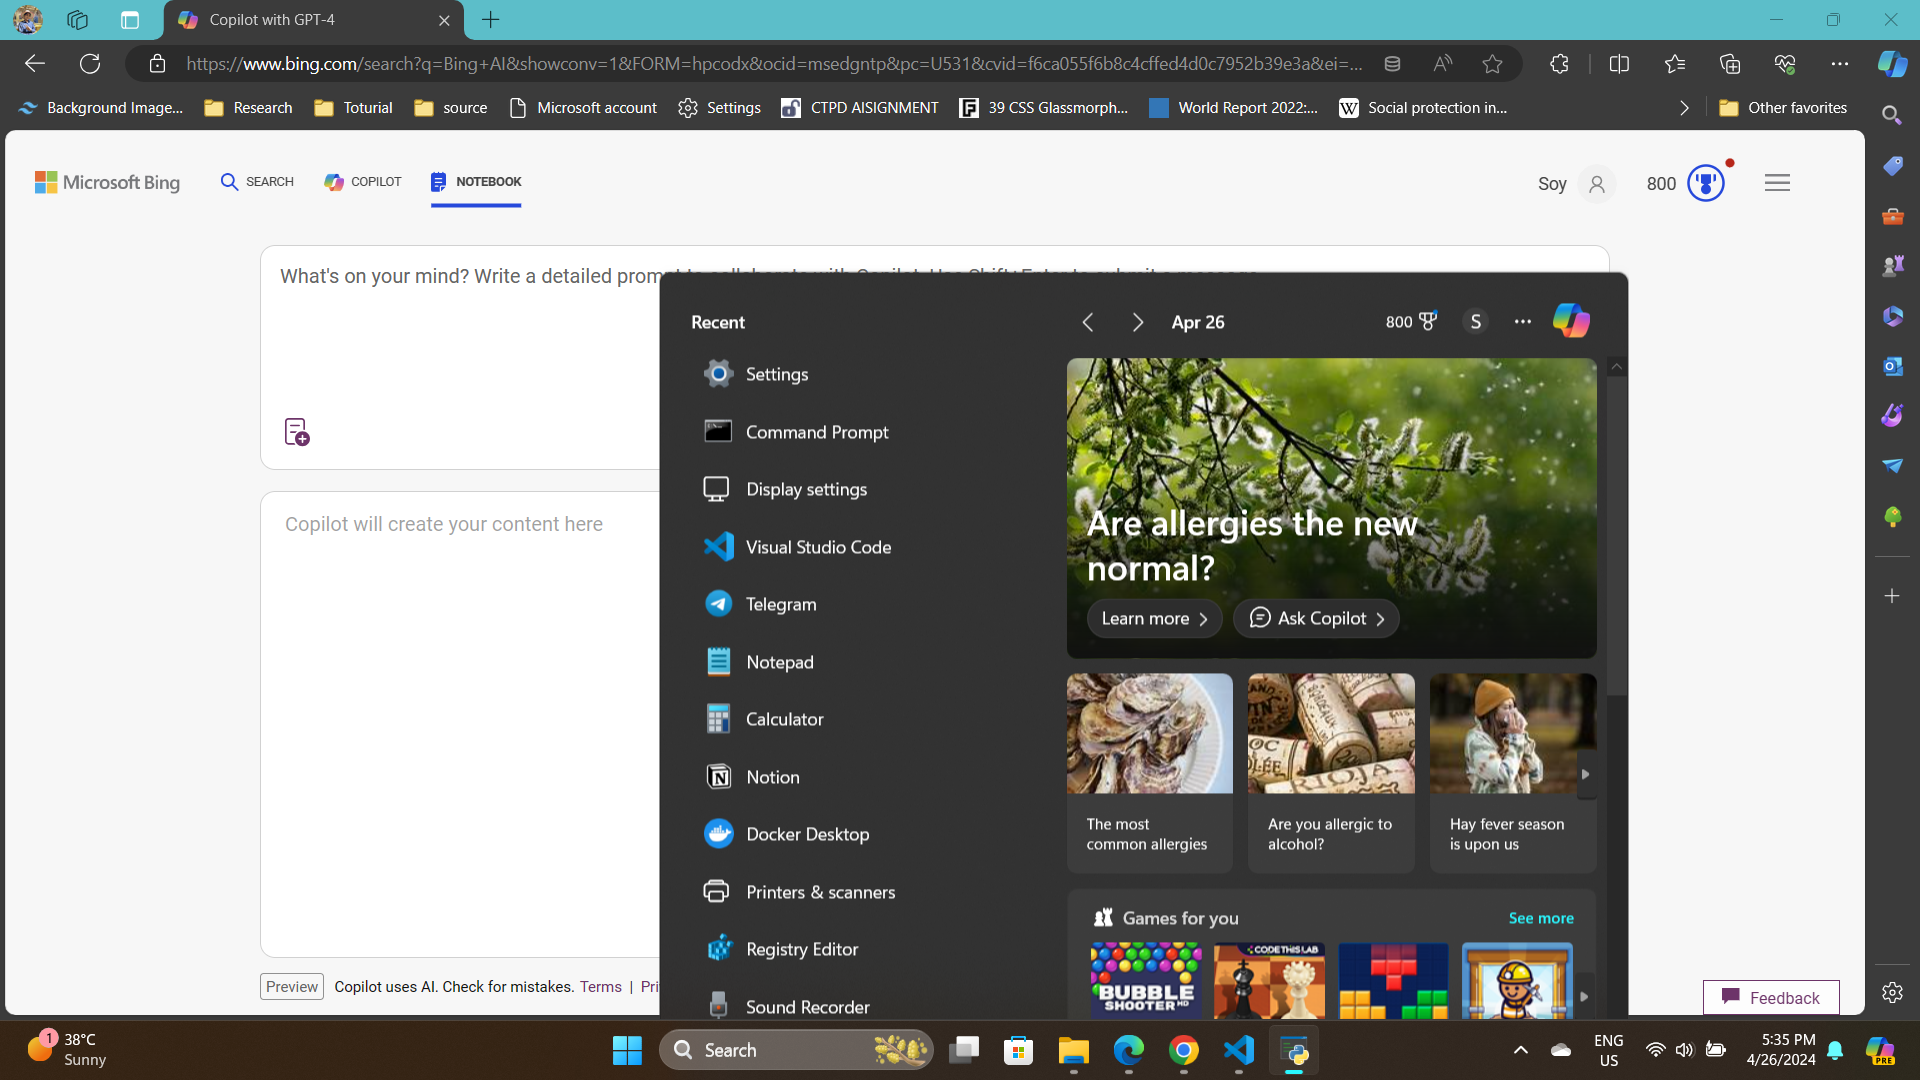 Copilot with GPT-4
https://www.bing.com/search?q=Bing+AI&showconv=1&FORM=hpcodx&ocid=msedgntp&pc=U531&cvid=f6ca055f6b8c4cffed4d0c7952b39e3a&ei=...
Background Image...
Research
Toturial
source
Microsoft account
Settings
CTPD AISIGNMENT
39 CSS Glassmorph...
World Report 2022:...
Social protection in...
Other favorites
Microsoft Bing
SEARCH
COPILOT
NOTEBOOK
Soy
800
What's on your mind? Write a detailed prom
Copilot will create your content here
Preview
Copilot uses AI. Check for mistakes. Terms | Pri
Feedback
Recent
Settings
Command Prompt
Display settings
Visual Studio Code
Telegram
Notepad
Calculator
Notion
Docker Desktop
Printers & scanners
Registry Editor
Sound Recorder
Apr 26
800
S
Are allergies the new
normal?
Learn more
Ask Copilot
The most
common allergies
Are you allergic to
alcohol?
Hay fever season
is upon us
BORDEAUX
RIOJA
Games for you
See more
BUBBLE
SHOOTER HD
CODETHISLAB
1
38°C
Sunny
Search
ENG
US
5:35 PM
4/26/2024
PRE